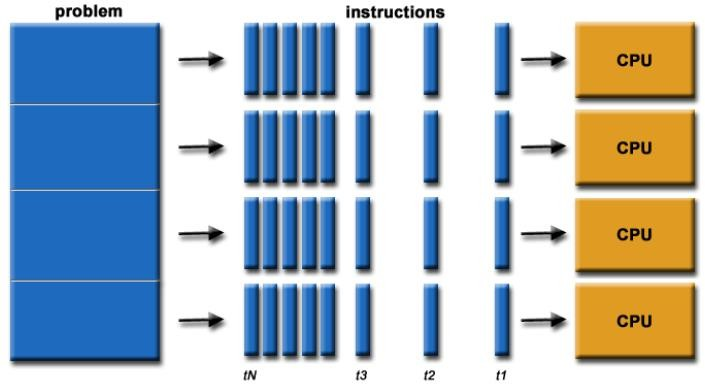 problem
instructions
CPU
CPU
CPU
CPU
tN t3 t2 t1